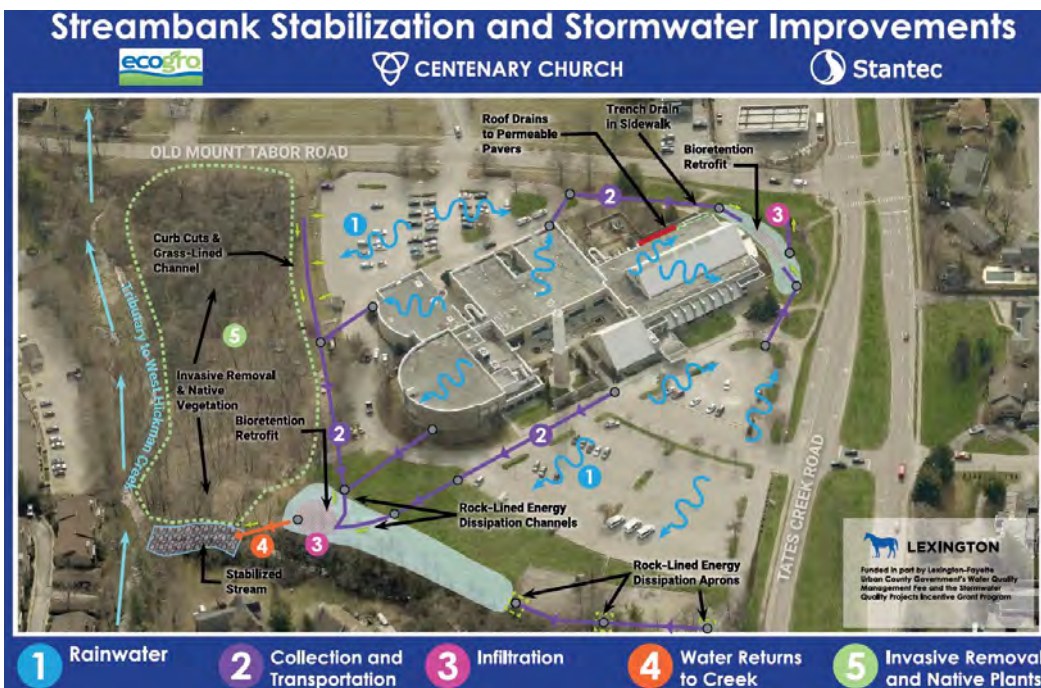 Streambank Stabilization and Stormwater Improvements
ecogro
CENTENARY CHURCH
Stantec
OLD MOUNT TABOR ROAD
Roof Drains
to Permeable
Pavers
Trench Drain
in Sidewalk
Bioretention
Retrofit
2
3
1
Curb Cuts &
Grass-Lined
Channel
Tributary to West Hickman Creek
5
Invasive Removal
& Native
Vegetation
Bioretention
Retrofit
2
2
1
Rock-Lined Energy
Dissipation Channels
3
4
Stabilized
Stream
Rock-Lined Energy
Dissipation Aprons
TATES CREEK ROAD
LEXINGTON
Funded in part by Lexington-Fayette
Urban County Government's Water Quality
Management Fee and the Stormwater
Quality Projects Incentive Grant Program
1 Rainwater
2 Collection and
Transportation
3 Infiltration
4 Water Returns
to Creek
5 Invasive Removal
and Native Plants